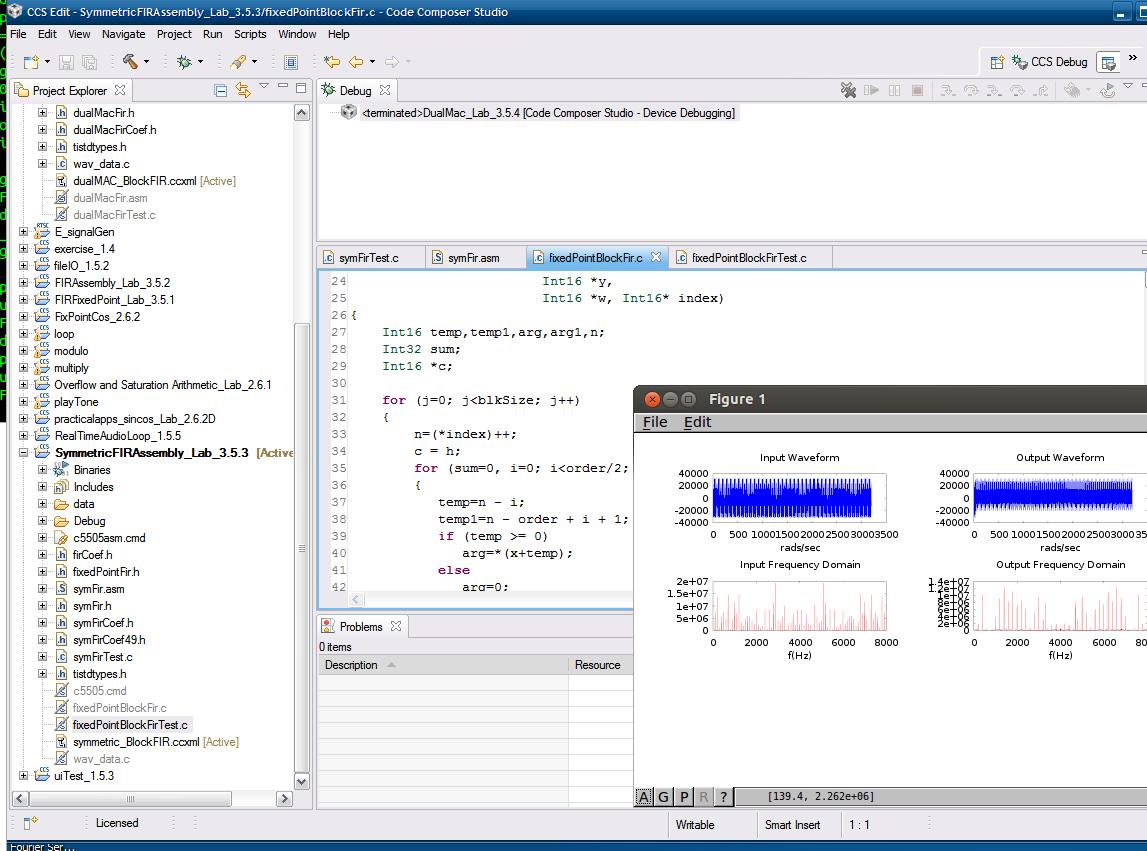 CCS Edit - SymmetricFIRAssembly_Lab_3.5.3/fixedPointBlockFir.c - Code Composer Studio
File Edit View Navigate Project Run Scripts Window Help
CCS Debug
Project Explorer
dualMacFir.h
dualMacFirCoef.h
tistdtypes.h
wav_data.c
dualMAC_BlockFIR.ccxml [Active]
dualMacFir.asm
dualMacFirTest.c
E_signalGen
exercise_1.4
fileIO_1.5.2
FIRAssembly_Lab_3.5.2
FIRFixedPoint_Lab_3.5.1
FixPointCos_2.6.2
loop
modulo
multiply
Overflow and Saturation Arithmetic_Lab_2.6.1
playTone
practicalapps_sincos_Lab_2.6.2D
RealTimeAudioLoop_1.5.5
SymmetricFIRAssembly_Lab_3.5.3 [Active
Binaries
Includes
data
Debug
c5505asm.cmd
firCoef.h
fixedPointFir.h
symFir.asm
symFir.h
symFirCoef.h
symFirCoef49.h
symFirTest.c
tistdtypes.h
c5505.cmd
fixedPointBlockFir.c
fixedPointBlockFirTest.c
symmetric_BlockFIR.ccxml [Active]
wav_data.c
uiTest_1.5.3
Debug
<terminated>DualMac_Lab_3.5.4 [Code Composer Studio - Device Debugging]
symFirTest.c symFir.asm fixedPointBlockFir.c fixedPointBlockFirTest.c
24 Int16 *y,
25 Int16 *w, Int16* index)
26 {
27 Int16 temp,temp1,arg,arg1,n;
28 Int32 sum;
29 Int16 *c;
30
31 for (j=0; j<blkSize; j++)
32 {
33 n=(*index)++;
34 c = h;
35 for (sum=0, i=0; i<order/2;
36 {
37 temp=n - i;
38 temp1=n - order + i + 1;
39 if (temp >= 0)
40 arg=*(x+temp);
41 else
42 arg=0;
Problems
0 items
Description Resource
Figure 1
File Edit
Input Waveform
40000
20000
0
-20000
-40000
0 500 1000 1500 2000 2500 3000 3500
rads/sec
Output Waveform
40000
20000
0
-20000
-40000
0 500 1000 1500 2000 2500 3000 35
rads/sec
Input Frequency Domain
2e+07
1.5e+07
1e+07
5e+06
0
0 2000 4000 6000 8000
f(Hz)
Output Frequency Domain
1.4e+07
1.2e+07
1e+07
8e+06
6e+06
4e+06
2e+06
0
0 2000 4000 6000 80
f(Hz)
A G P R ? [139.4, 2.262e+06]
Licensed Writable Smart Insert 1 : 1
Fourier Ser...